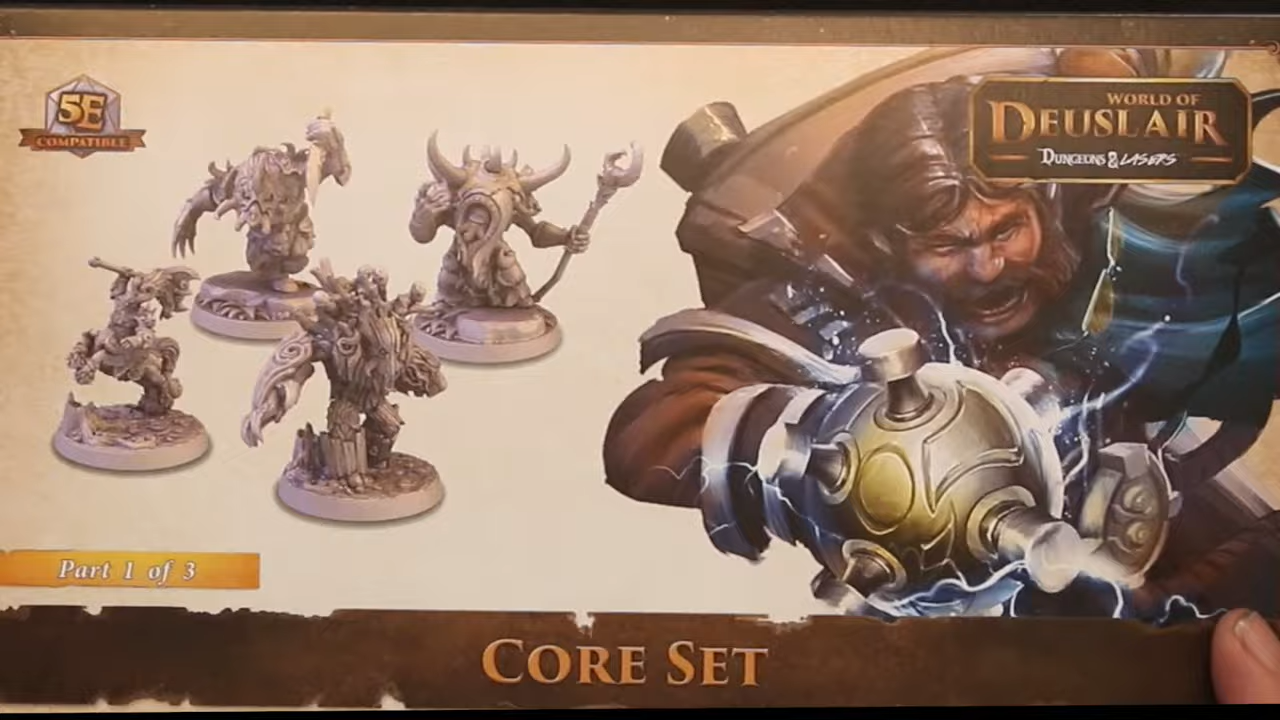 5E
COMPATIBLE
WORLD OF
DEUSLAIR
DUNGEONS & LASERS
Part 1 of 3
CORE SET